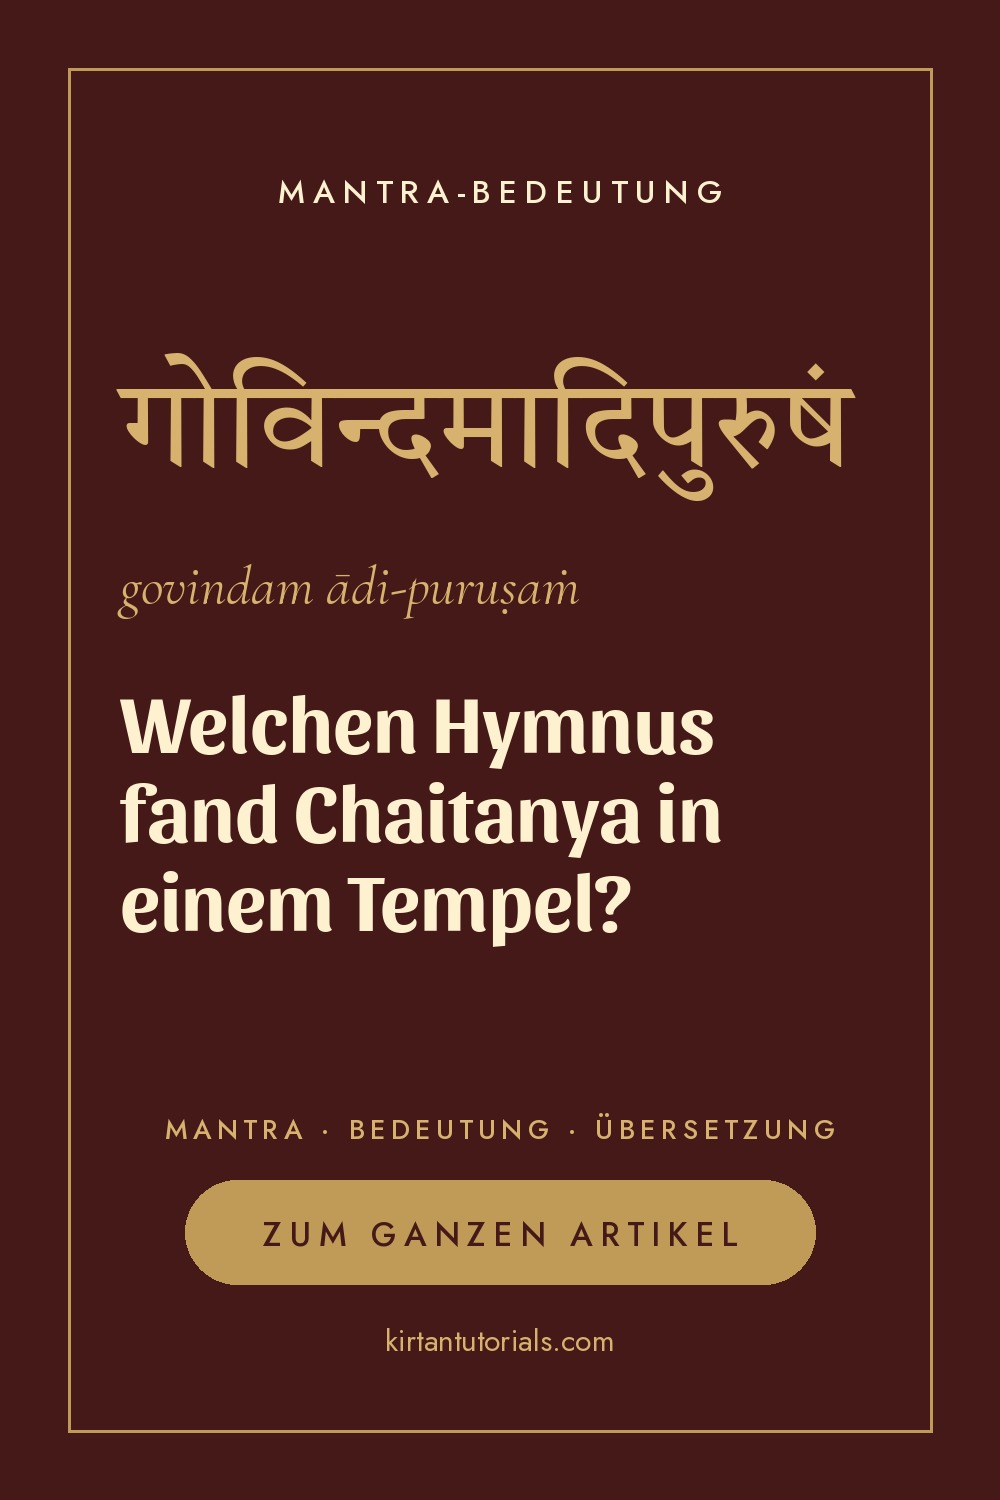 MANTRA-BEDEUTUNG
गोविन्दमादिपुरुषं
govindam ādi-puruṣaṁ
Welchen Hymnus
fand Chaitanya in
einem Tempel?
MANTRA · BEDEUTUNG · ÜBERSETZUNG
ZUM GANZEN ARTIKEL
kirtantutorials.com